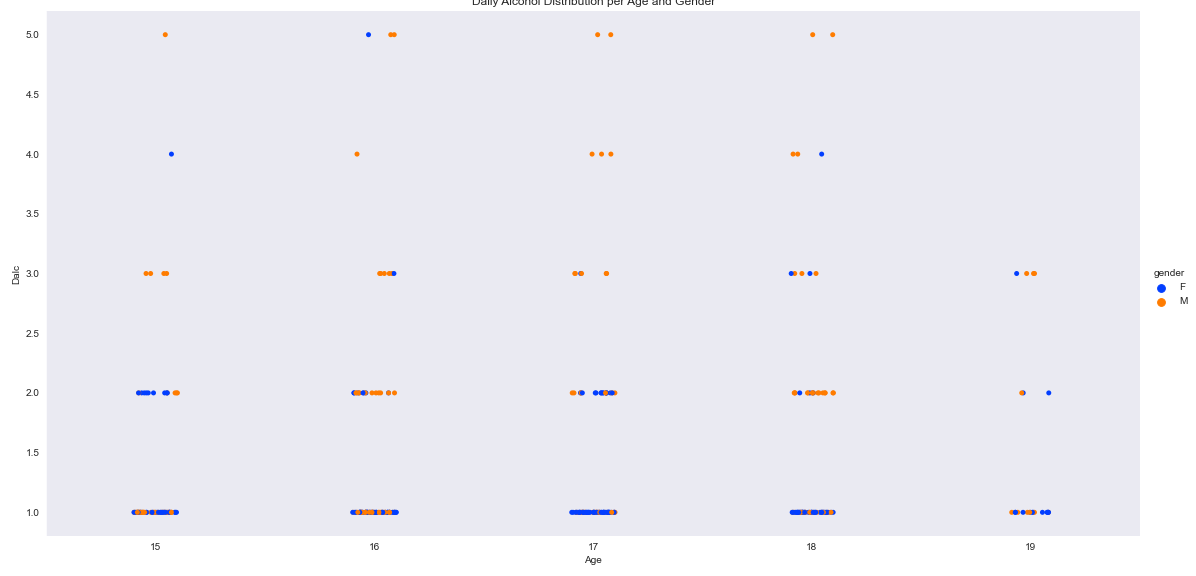 Daily Alcohol Distribution per Age and Gender
5.0
4.5
4.0
3.5
3.0
2.5
2.0
1.5
1.0
Dalc
15 16 17 18 19
Age
gender
F
M